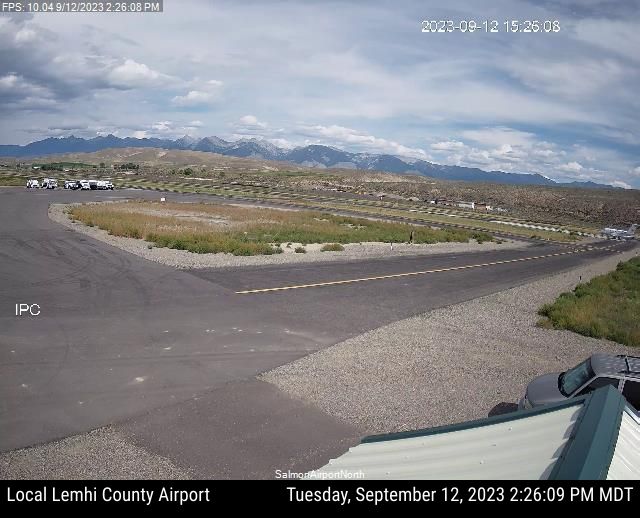 FPS: 10.04 9/12/2023 2:26:08 PM
2023-09-12 15:26:08
IPC
SalmonAirportNorth
Local Lemhi County Airport Tuesday, September 12, 2023 2:26:09 PM MDT